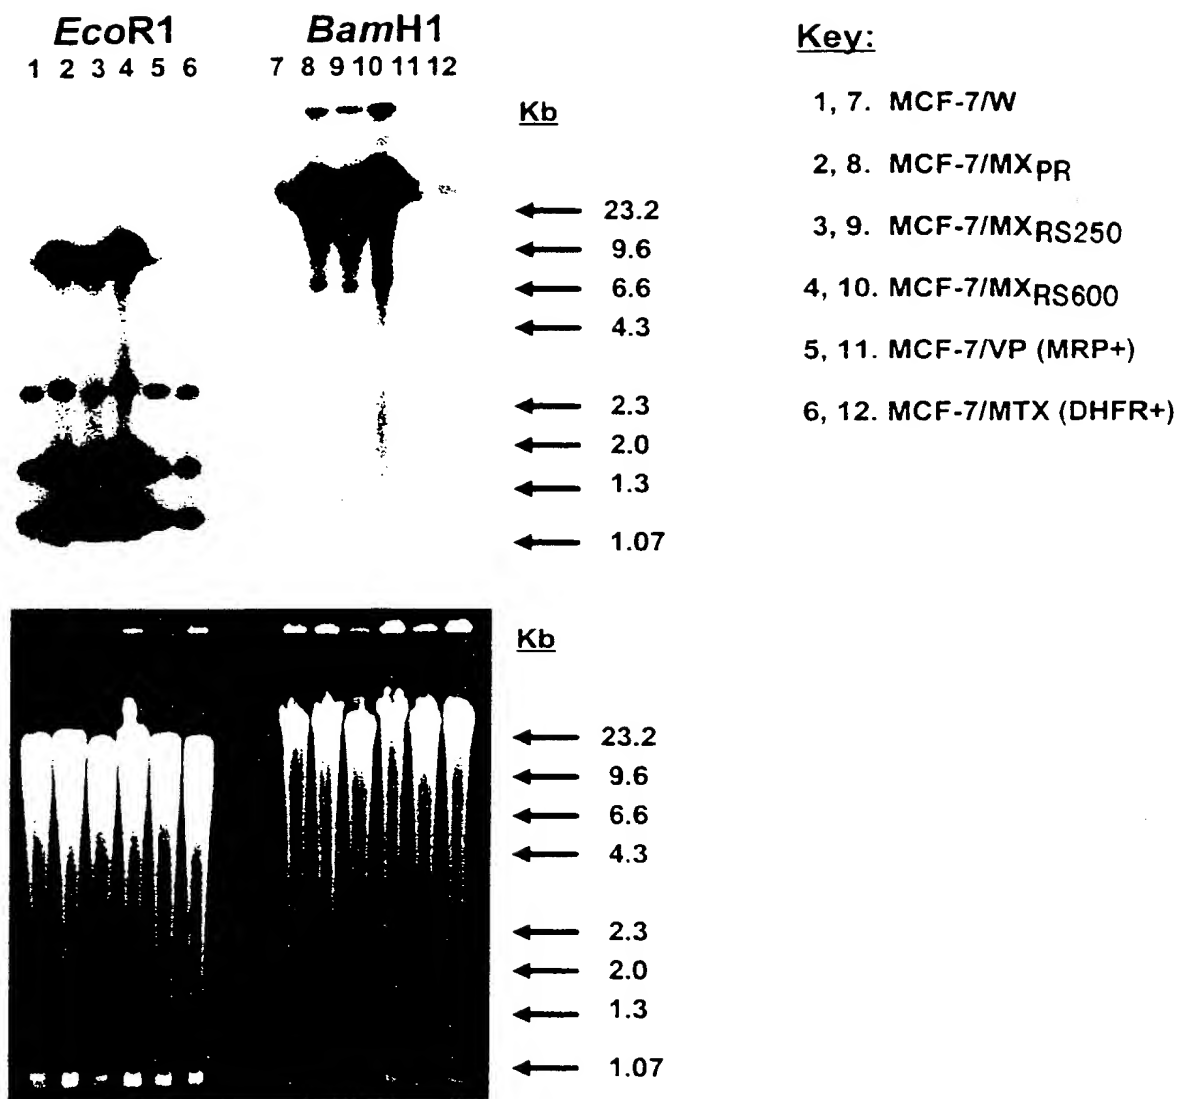 EcoR1 BamH1
1 2 3 4 5 6 7 8 9 10 11 12
Kb
23.2
9.6
6.6
4.3
2.3
2.0
1.3
1.07
Key:
1, 7. MCF-7/W
2, 8. MCF-7/MXPR
3, 9. MCF-7/MXRS250
4, 10. MCF-7/MXRS600
5, 11. MCF-7/VP (MRP+)
6, 12. MCF-7/MTX (DHFR+)
Kb
23.2
9.6
6.6
4.3
2.3
2.0
1.3
1.07